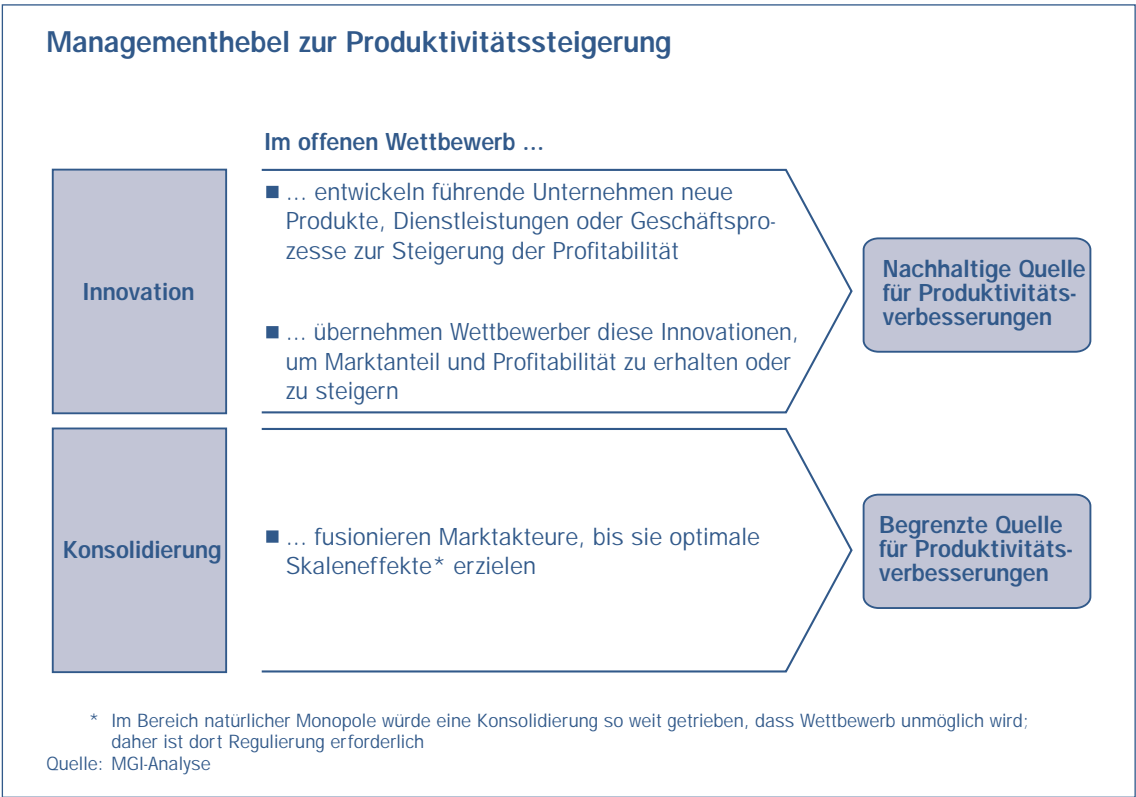 Managementhebel zur Produktivitätssteigerung
Im offenen Wettbewerb ...
Innovation
■ ... entwickeln führende Unternehmen neue
Produkte, Dienstleistungen oder Geschäftspro-
zesse zur Steigerung der Profitabilität
■ ... übernehmen Wettbewerber diese Innovationen,
um Marktanteil und Profitabilität zu erhalten oder
zu steigern
Nachhaltige Quelle
für Produktivitäts-
verbesserungen
Konsolidierung
■ ... fusionieren Marktakteure, bis sie optimale
Skaleneffekte* erzielen
Begrenzte Quelle
für Produktivitäts-
verbesserungen
* Im Bereich natürlicher Monopole würde eine Konsolidierung so weit getrieben, dass Wettbewerb unmöglich wird;
daher ist dort Regulierung erforderlich
Quelle: MGI-Analyse